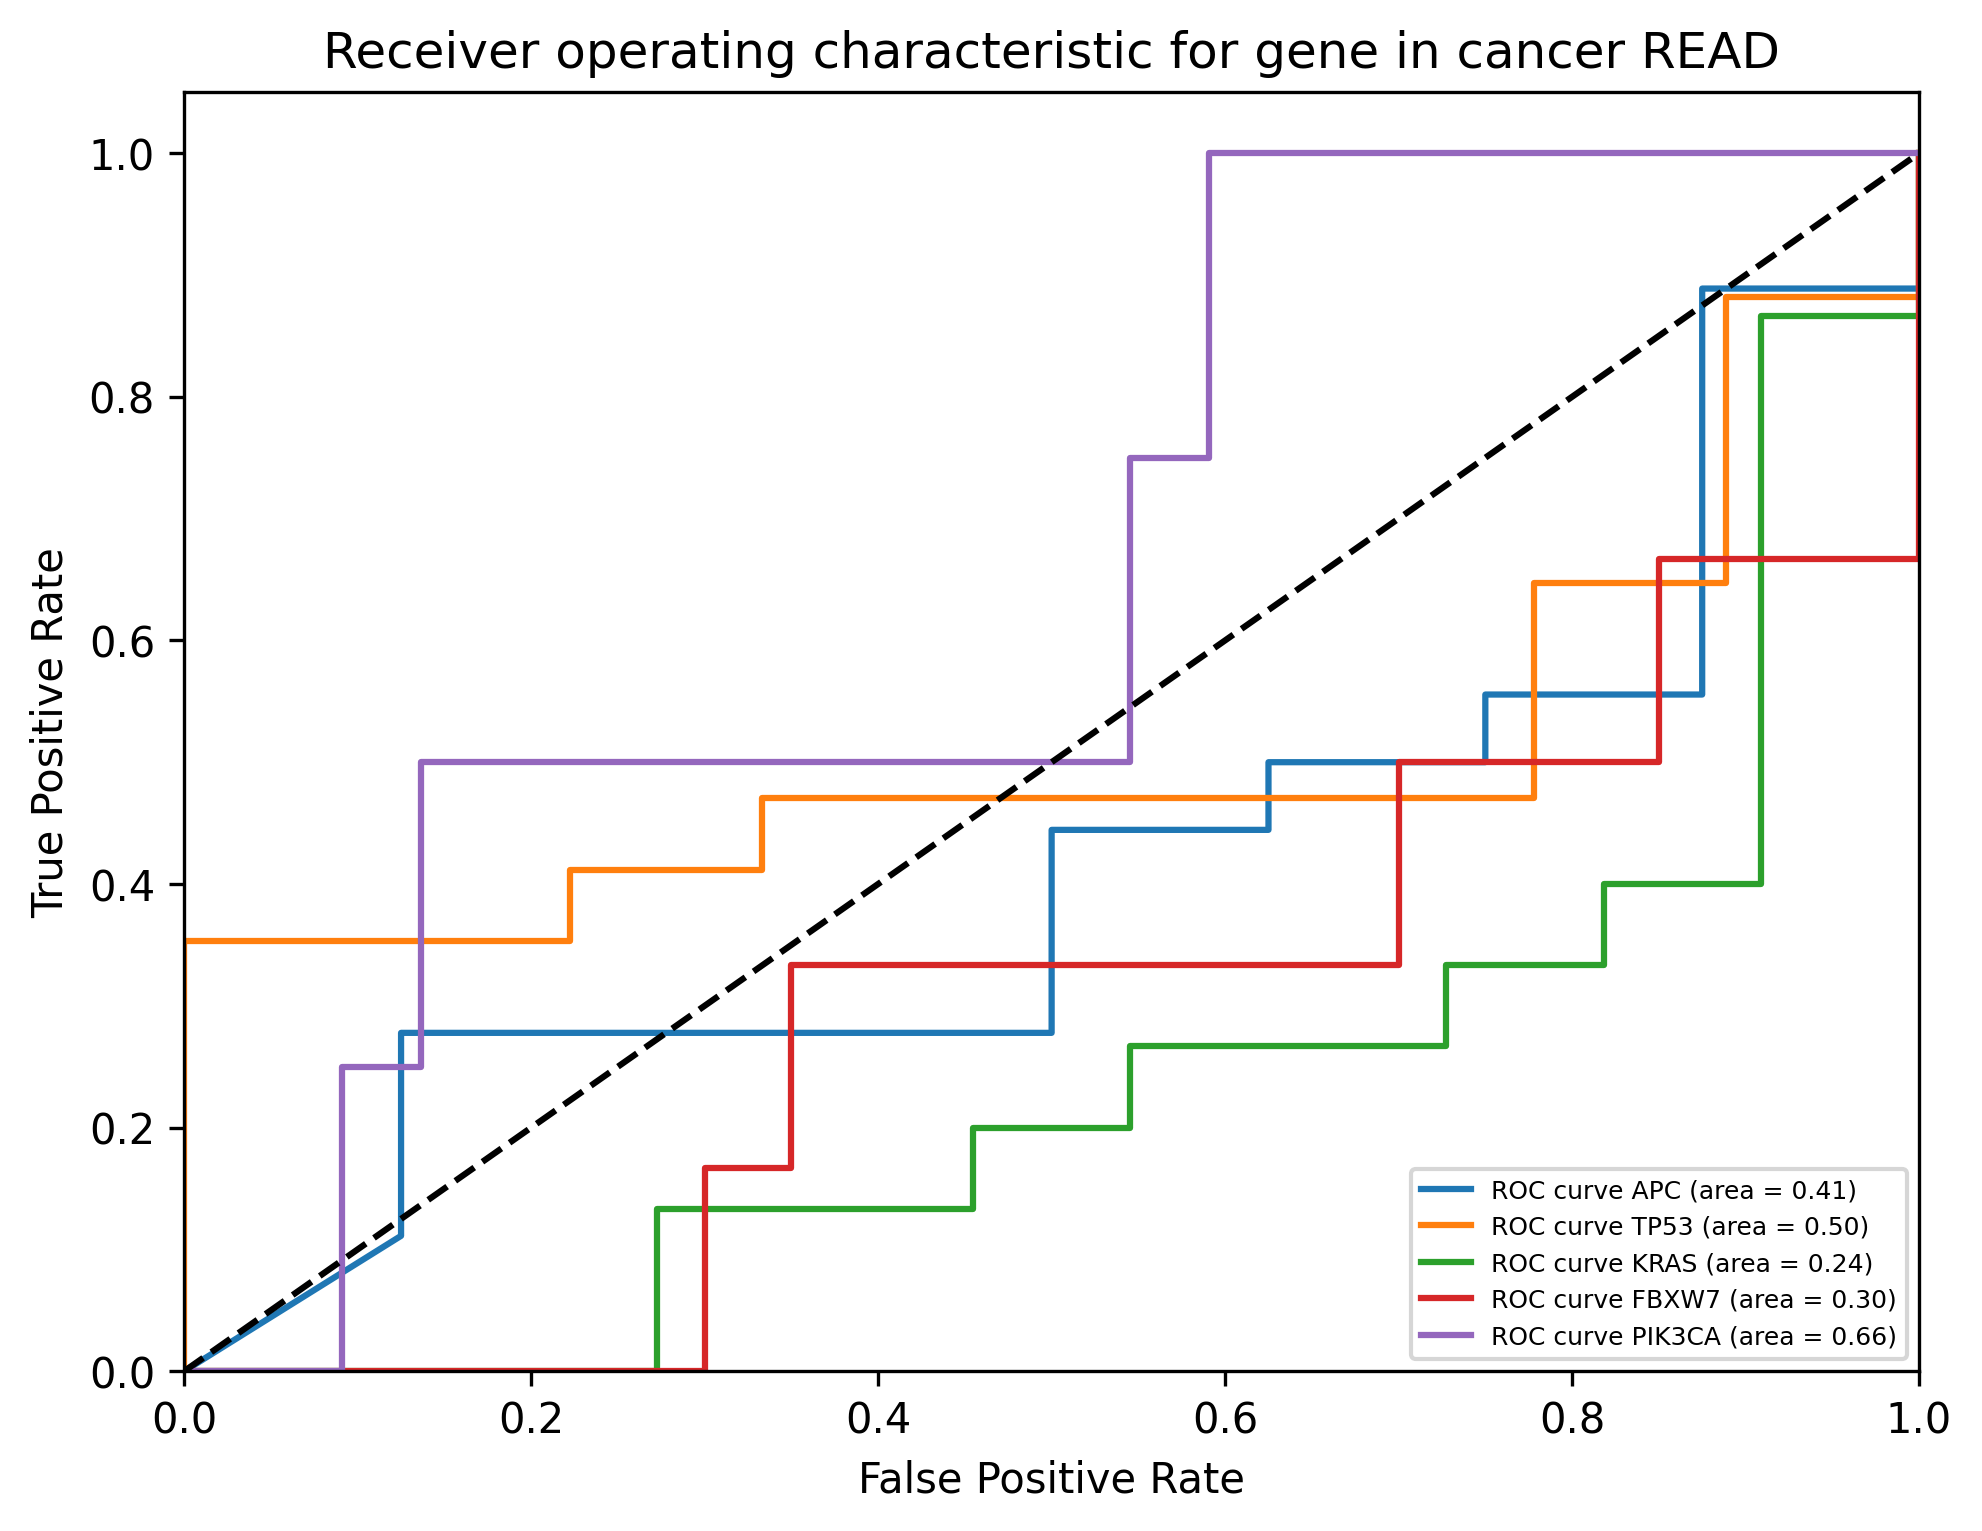 Receiver operating characteristic for gene in cancer READ
True Positive Rate
1.0
0.8
0.6
0.4
0.2
0.0
0.0 0.2 0.4 0.6 0.8 1.0
False Positive Rate
ROC curve APC (area = 0.41)
ROC curve TP53 (area = 0.50)
ROC curve KRAS (area = 0.24)
ROC curve FBXW7 (area = 0.30)
ROC curve PIK3CA (area = 0.66)